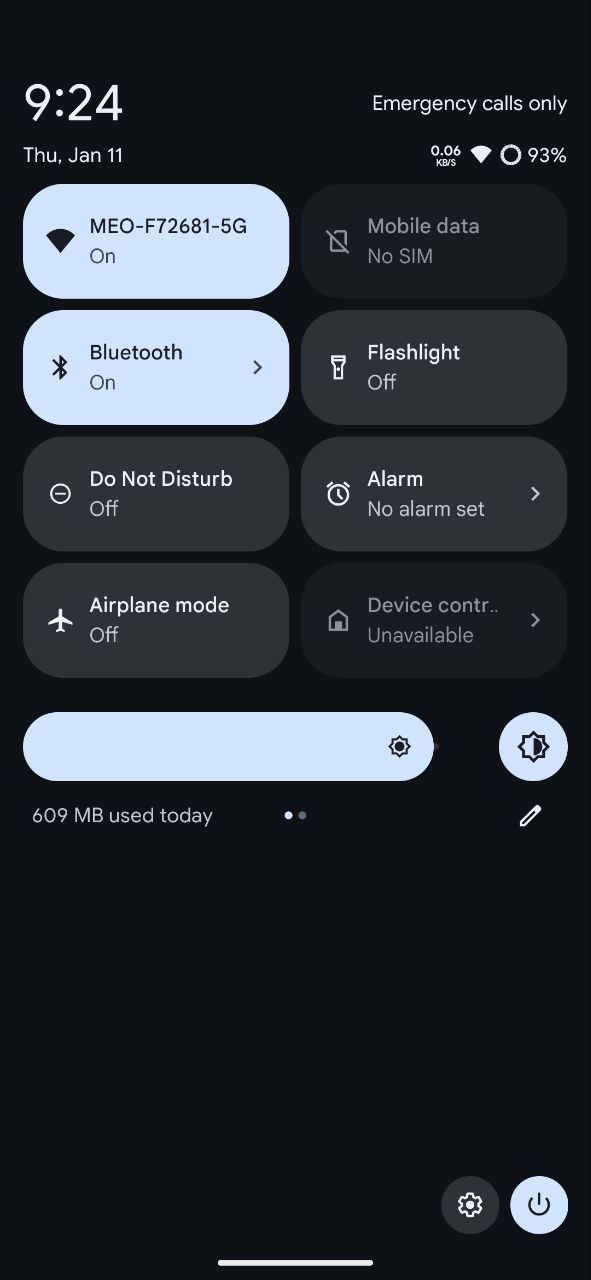 9:24
Emergency calls only
Thu, Jan 11
0.06
KB/S
93%
MEO-F72681-5G
On
Mobile data
No SIM
Bluetooth
On
Flashlight
Off
Do Not Disturb
Off
Alarm
No alarm set
Airplane mode
Off
Device contr..
Unavailable
609 MB used today